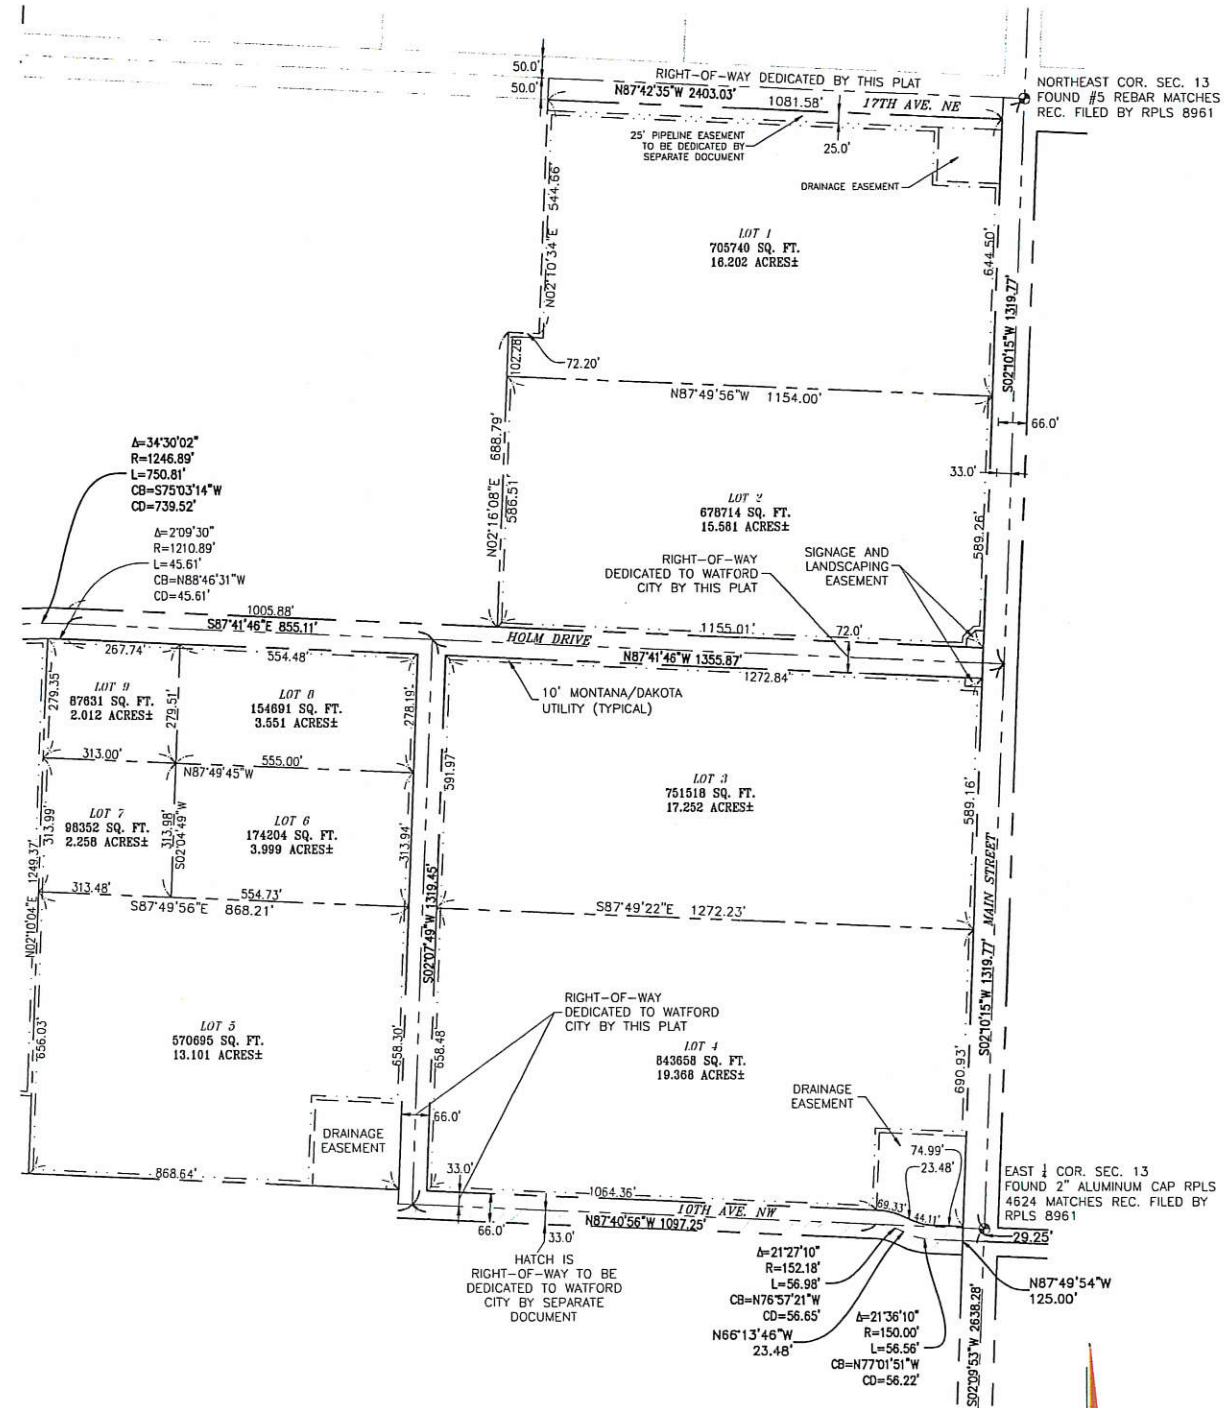 50.0'
50.0'
RIGHT-OF-WAY DEDICATED BY THIS PLAT
N87°42'35"W 2403.03'
1081.58'
17TH AVE. NE
NORTHEAST COR. SEC. 13
FOUND #5 REBAR MATCHES
REC. FILED BY RPLS 8961
25' PIPELINE EASEMENT
TO BE DEDICATED BY
SEPARATE DOCUMENT
25.0'
DRAINAGE EASEMENT
N02°10'34"E 544.66'
LOT 1
705740 SQ. FT.
16.202 ACRES±
644.50'
S02°10'15"W 1319.77'
102.28'
72.20'
N87°49'56"W 1154.00'
66.0'
33.0'
Δ=34°30'02"
R=1246.89'
L=750.81'
CB=S75°03'14"W
CD=739.52'
Δ=2°09'30"
R=1210.89'
L=45.61'
CB=N88°46'31"W
CD=45.61'
N02°16'08"E 688.79'
586.51'
LOT 2
678714 SQ. FT.
15.581 ACRES±
589.26'
RIGHT-OF-WAY
DEDICATED TO WATFORD
CITY BY THIS PLAT
SIGNAGE AND
LANDSCAPING
EASEMENT
1005.88'
S87°41'46"E 855.11'
HOLM DRIVE
1155.01'
72.0'
N87°41'46"W 1355.87'
1272.84'
267.74'
554.48'
10' MONTANA/DAKOTA
UTILITY (TYPICAL)
279.35'
LOT 9
87631 SQ. FT.
2.012 ACRES±
279.51'
LOT 8
154691 SQ. FT.
3.551 ACRES±
278.19'
313.00'
555.00'
N87°49'45"W
591.97'
LOT 3
751518 SQ. FT.
17.252 ACRES±
589.16'
N02°10'04"E 1249.37'
313.99'
LOT 7
98352 SQ. FT.
2.258 ACRES±
313.98'
S02°04'49"W
LOT 6
174204 SQ. FT.
3.999 ACRES±
313.94'
313.48'
554.73'
S87°49'56"E 868.21'
S02°07'49"W 1319.45'
S87°49'22"E 1272.23'
S02°10'15"W 1319.77' MAIN STREET
656.03'
LOT 5
570695 SQ. FT.
13.101 ACRES±
658.30'
658.48'
RIGHT-OF-WAY
DEDICATED TO WATFORD
CITY BY THIS PLAT
LOT 4
843658 SQ. FT.
19.368 ACRES±
690.93'
DRAINAGE
EASEMENT
66.0'
DRAINAGE
EASEMENT
868.64'
33.0'
1064.36'
10TH AVE. NW
N87°40'56"W 1097.25'
66.0'
33.0'
HATCH IS
RIGHT-OF-WAY TO BE
DEDICATED TO WATFORD
CITY BY SEPARATE
DOCUMENT
74.99'
23.48'
69.33'
44.11'
EAST ¼ COR. SEC. 13
FOUND 2" ALUMINUM CAP RPLS
4624 MATCHES REC. FILED BY
RPLS 8961
29.25'
Δ=21°27'10"
R=152.18'
L=56.98'
CB=N76°57'21"W
CD=56.65'
N66°13'46"W
23.48'
Δ=21°36'10"
R=150.00'
L=56.56'
CB=N77°01'51"W
CD=56.22'
N87°49'54"W
125.00'
S02°09'53"W 2638.28'